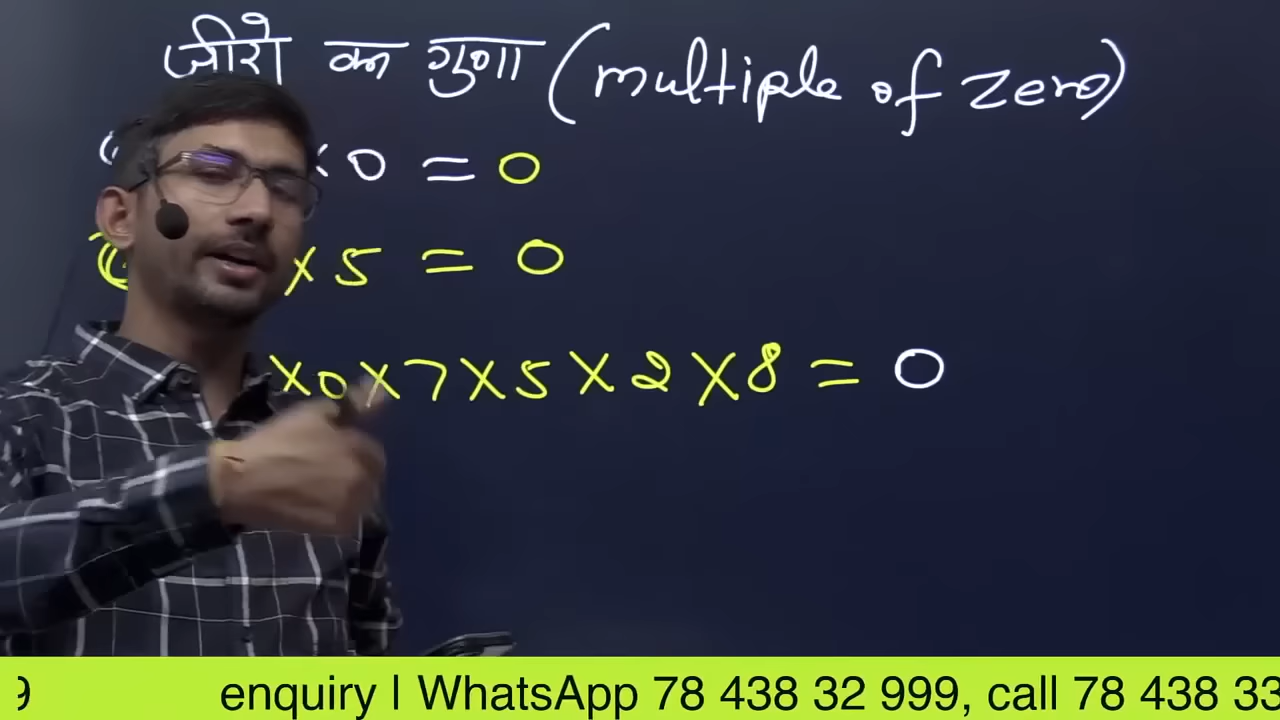 जीरो का गुणा (multiple of zero)
×0 = 0
×5 = 0
×0×7×5×2×8 = 0
9 enquiry | WhatsApp 78 438 32 999, call 78 438 33